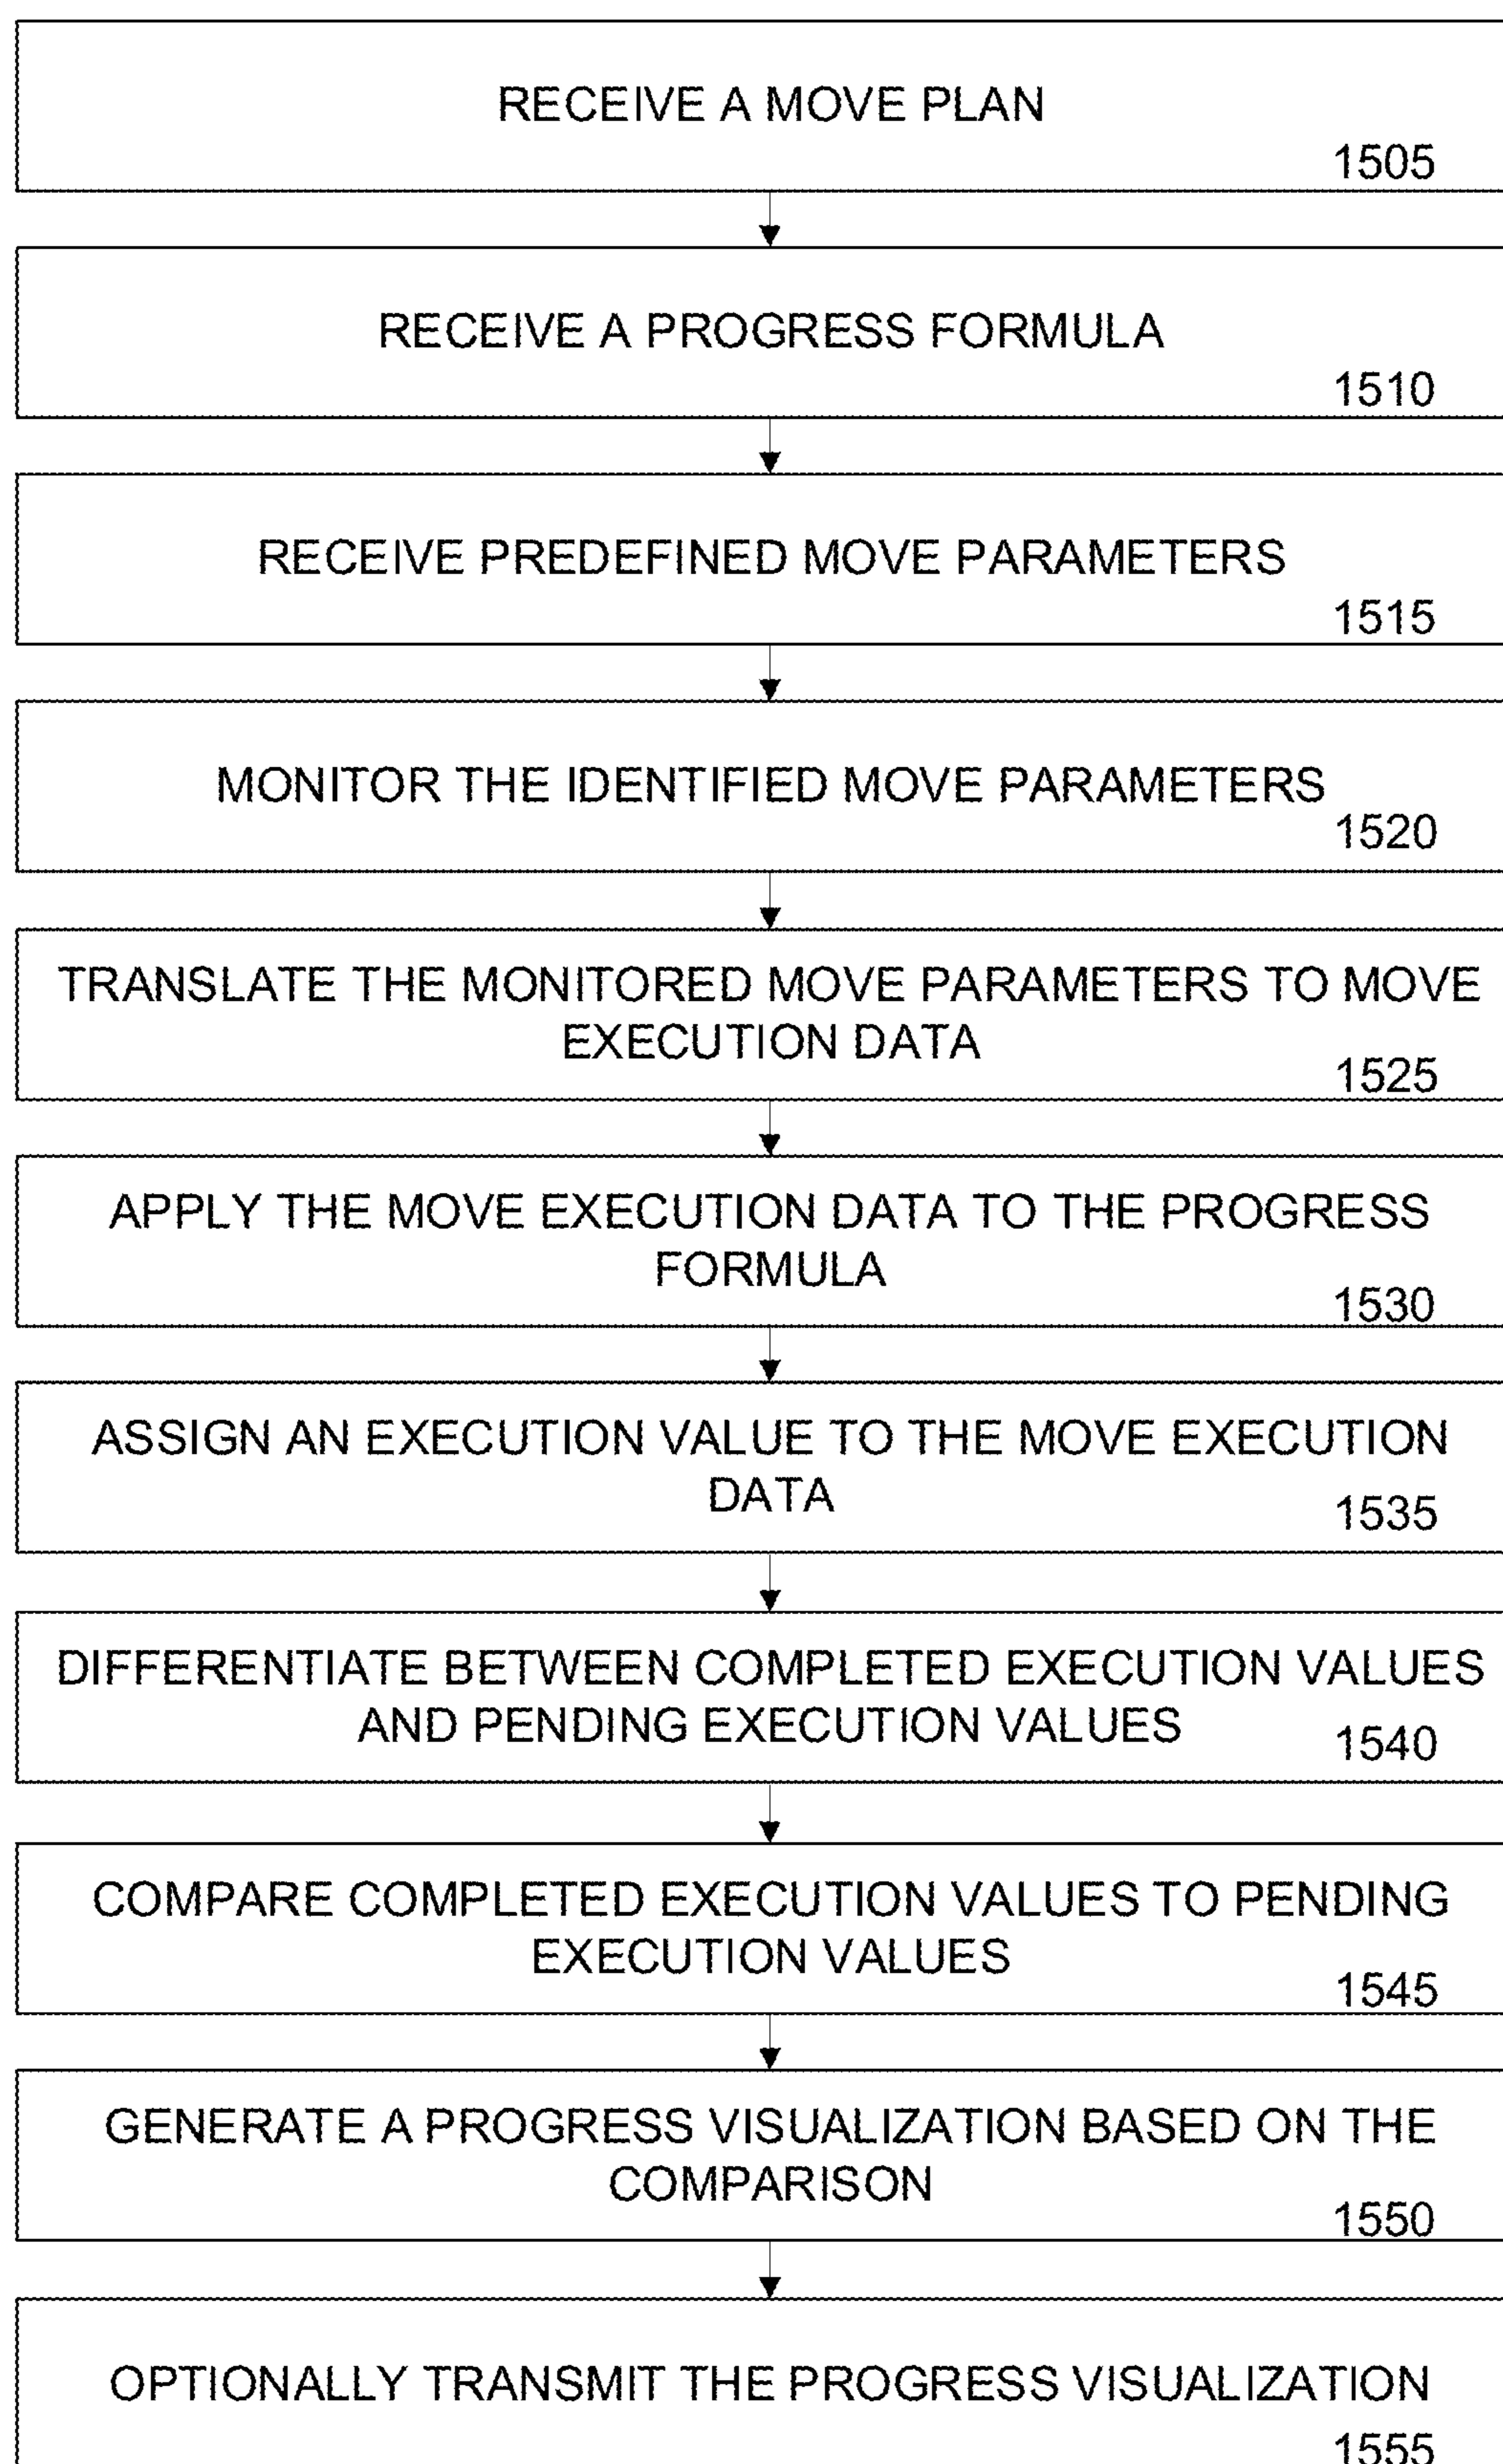 RECEIVE A MOVE PLAN
1505
RECEIVE A PROGRESS FORMULA
1510
RECEIVE PREDEFINED MOVE PARAMETERS
1515
MONITOR THE IDENTIFIED MOVE PARAMETERS
1520
TRANSLATE THE MONITORED MOVE PARAMETERS TO MOVE
EXECUTION DATA
1525
APPLY THE MOVE EXECUTION DATA TO THE PROGRESS
FORMULA
1530
ASSIGN AN EXECUTION VALUE TO THE MOVE EXECUTION
DATA
1535
DIFFERENTIATE BETWEEN COMPLETED EXECUTION VALUES
AND PENDING EXECUTION VALUES
1540
COMPARE COMPLETED EXECUTION VALUES TO PENDING
EXECUTION VALUES
1545
GENERATE A PROGRESS VISUALIZATION BASED ON THE
COMPARISON
1550
OPTIONALLY TRANSMIT THE PROGRESS VISUALIZATION
1555